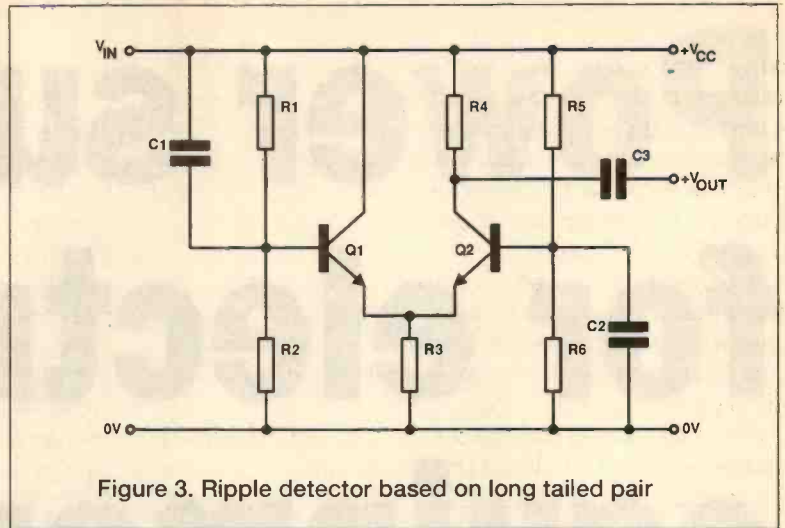 VIN
+VCC
R1
R4
R5
C1
C3
+VOUT
Q1
Q2
R2
R3
R6
C2
0V
0V
Figure 3. Ripple detector based on long tailed pair